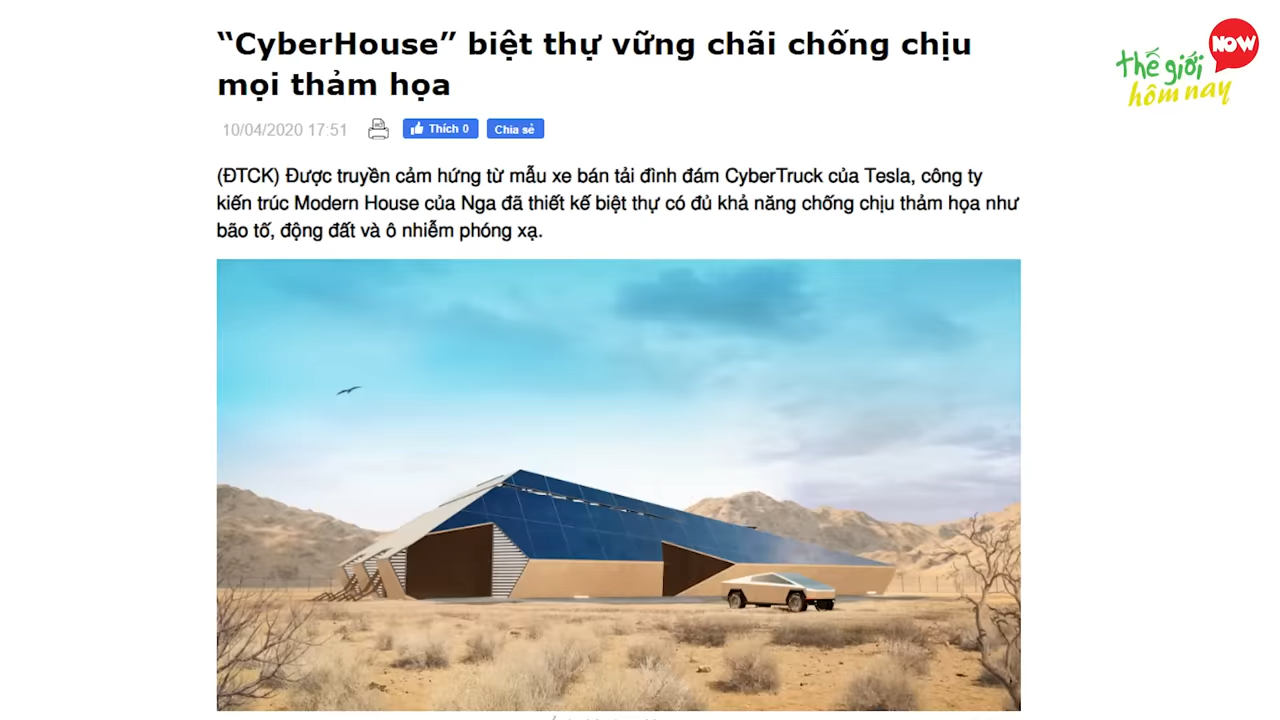 “CyberHouse” biệt thự vững chãi chống chịu
mọi thảm họa
10/04/2020 17:51 Thích 0 Chia sẻ
(ĐTCK) Được truyền cảm hứng từ mẫu xe bán tải đình đám CyberTruck của Tesla, công ty
kiến trúc Modern House của Nga đã thiết kế biệt thự có đủ khả năng chống chịu thảm họa như
bão tố, động đất và ô nhiễm phóng xạ.
NOW
thế giới
hôm nay